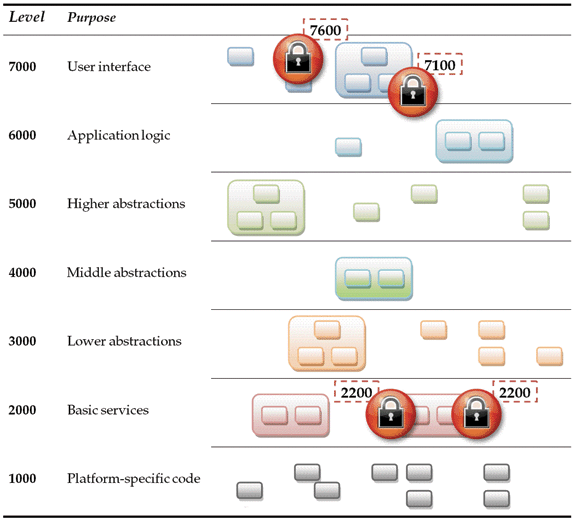 Level Purpose
7600
7000 User interface
7100
6000 Application logic
5000 Higher abstractions
4000 Middle abstractions
3000 Lower abstractions
2200 2200
2000 Basic services
1000 Platform-specific code